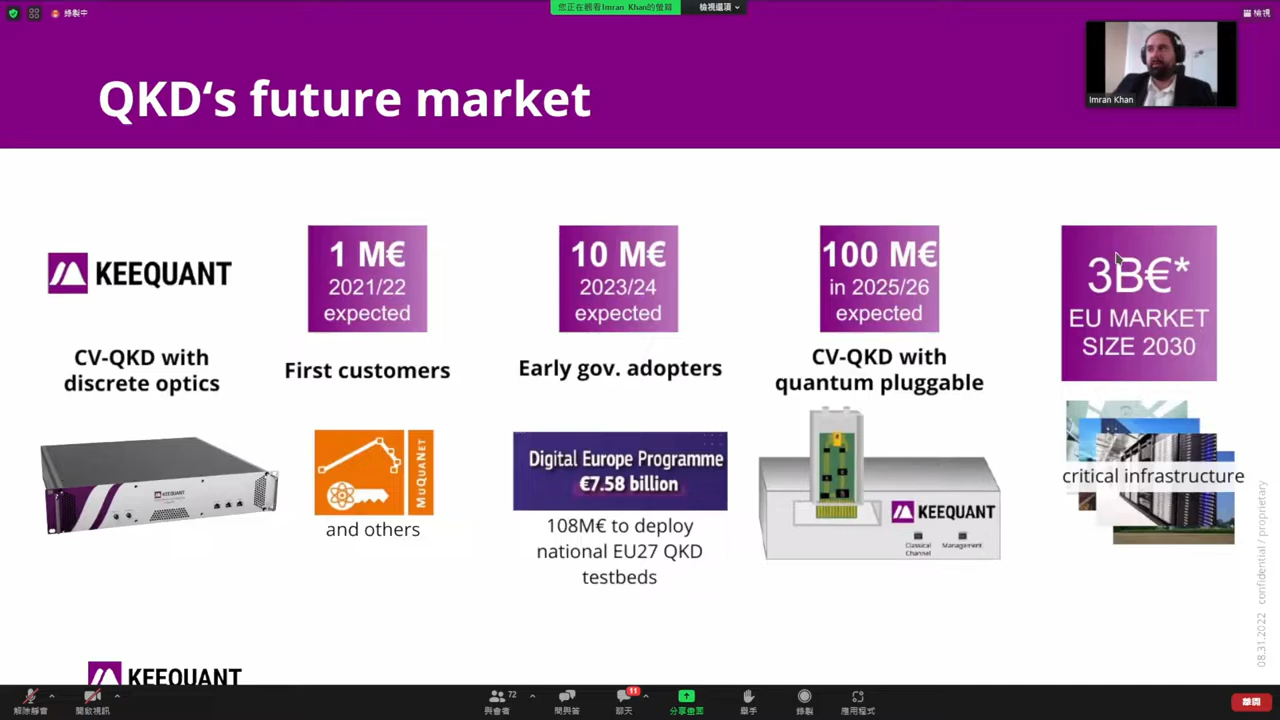 錄製中
您正在觀看Imran Khan的螢幕
檢視選項
檢視
QKD‘s future market
Imran Khan
KEEQUANT
CV-QKD with
discrete optics
KEEQUANT
1 M€
2021/22
expected
First customers
MuQuaNet
and others
10 M€
2023/24
expected
Early gov. adopters
Digital Europe Programme
€7.58 billion
108M€ to deploy
national EU27 QKD
testbeds
100 M€
in 2025/26
expected
CV-QKD with
quantum pluggable
KEEQUANT
Classical
Channel
Management
3B€*
EU MARKET
SIZE 2030
critical infrastructure
08.31.2022 confidential / proprietary
KEEQUANT
解除靜音
開啟視訊
72
與會者
問與答
11
聊天
分享螢幕
舉手
錄製
應用程式
離開